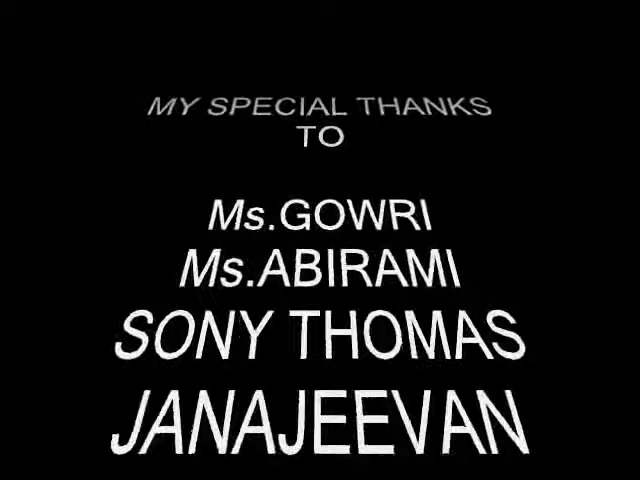 MY SPECIAL THANKS
TO
Ms.GOWRI
Ms.ABIRAMI
SONY THOMAS
JANAJEEVAN